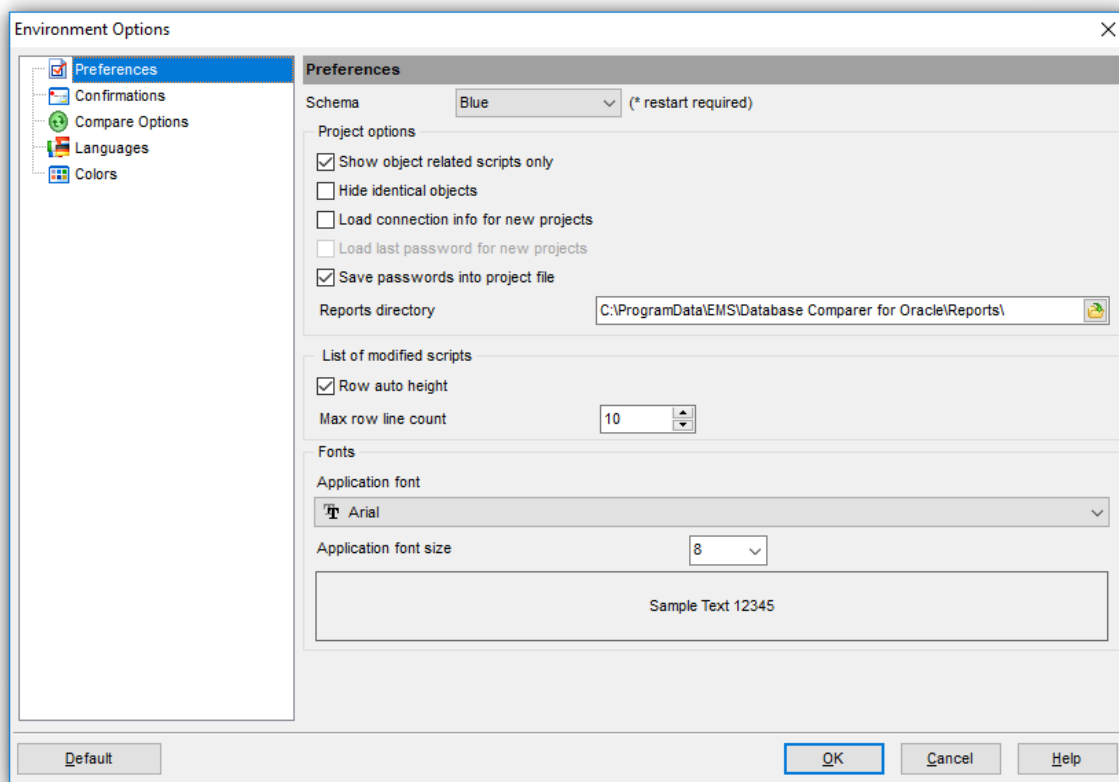 Environment Options
Preferences
Confirmations
Compare Options
Languages
Colors
Preferences
Schema Blue (* restart required)
Project options
Show object related scripts only
Hide identical objects
Load connection info for new projects
Load last password for new projects
Save passwords into project file
Reports directory C:\ProgramData\EMS\Database Comparer for Oracle\Reports\
List of modified scripts
Row auto height
Max row line count 10
Fonts
Application font
Arial
Application font size 8
Sample Text 12345
Default OK Cancel Help